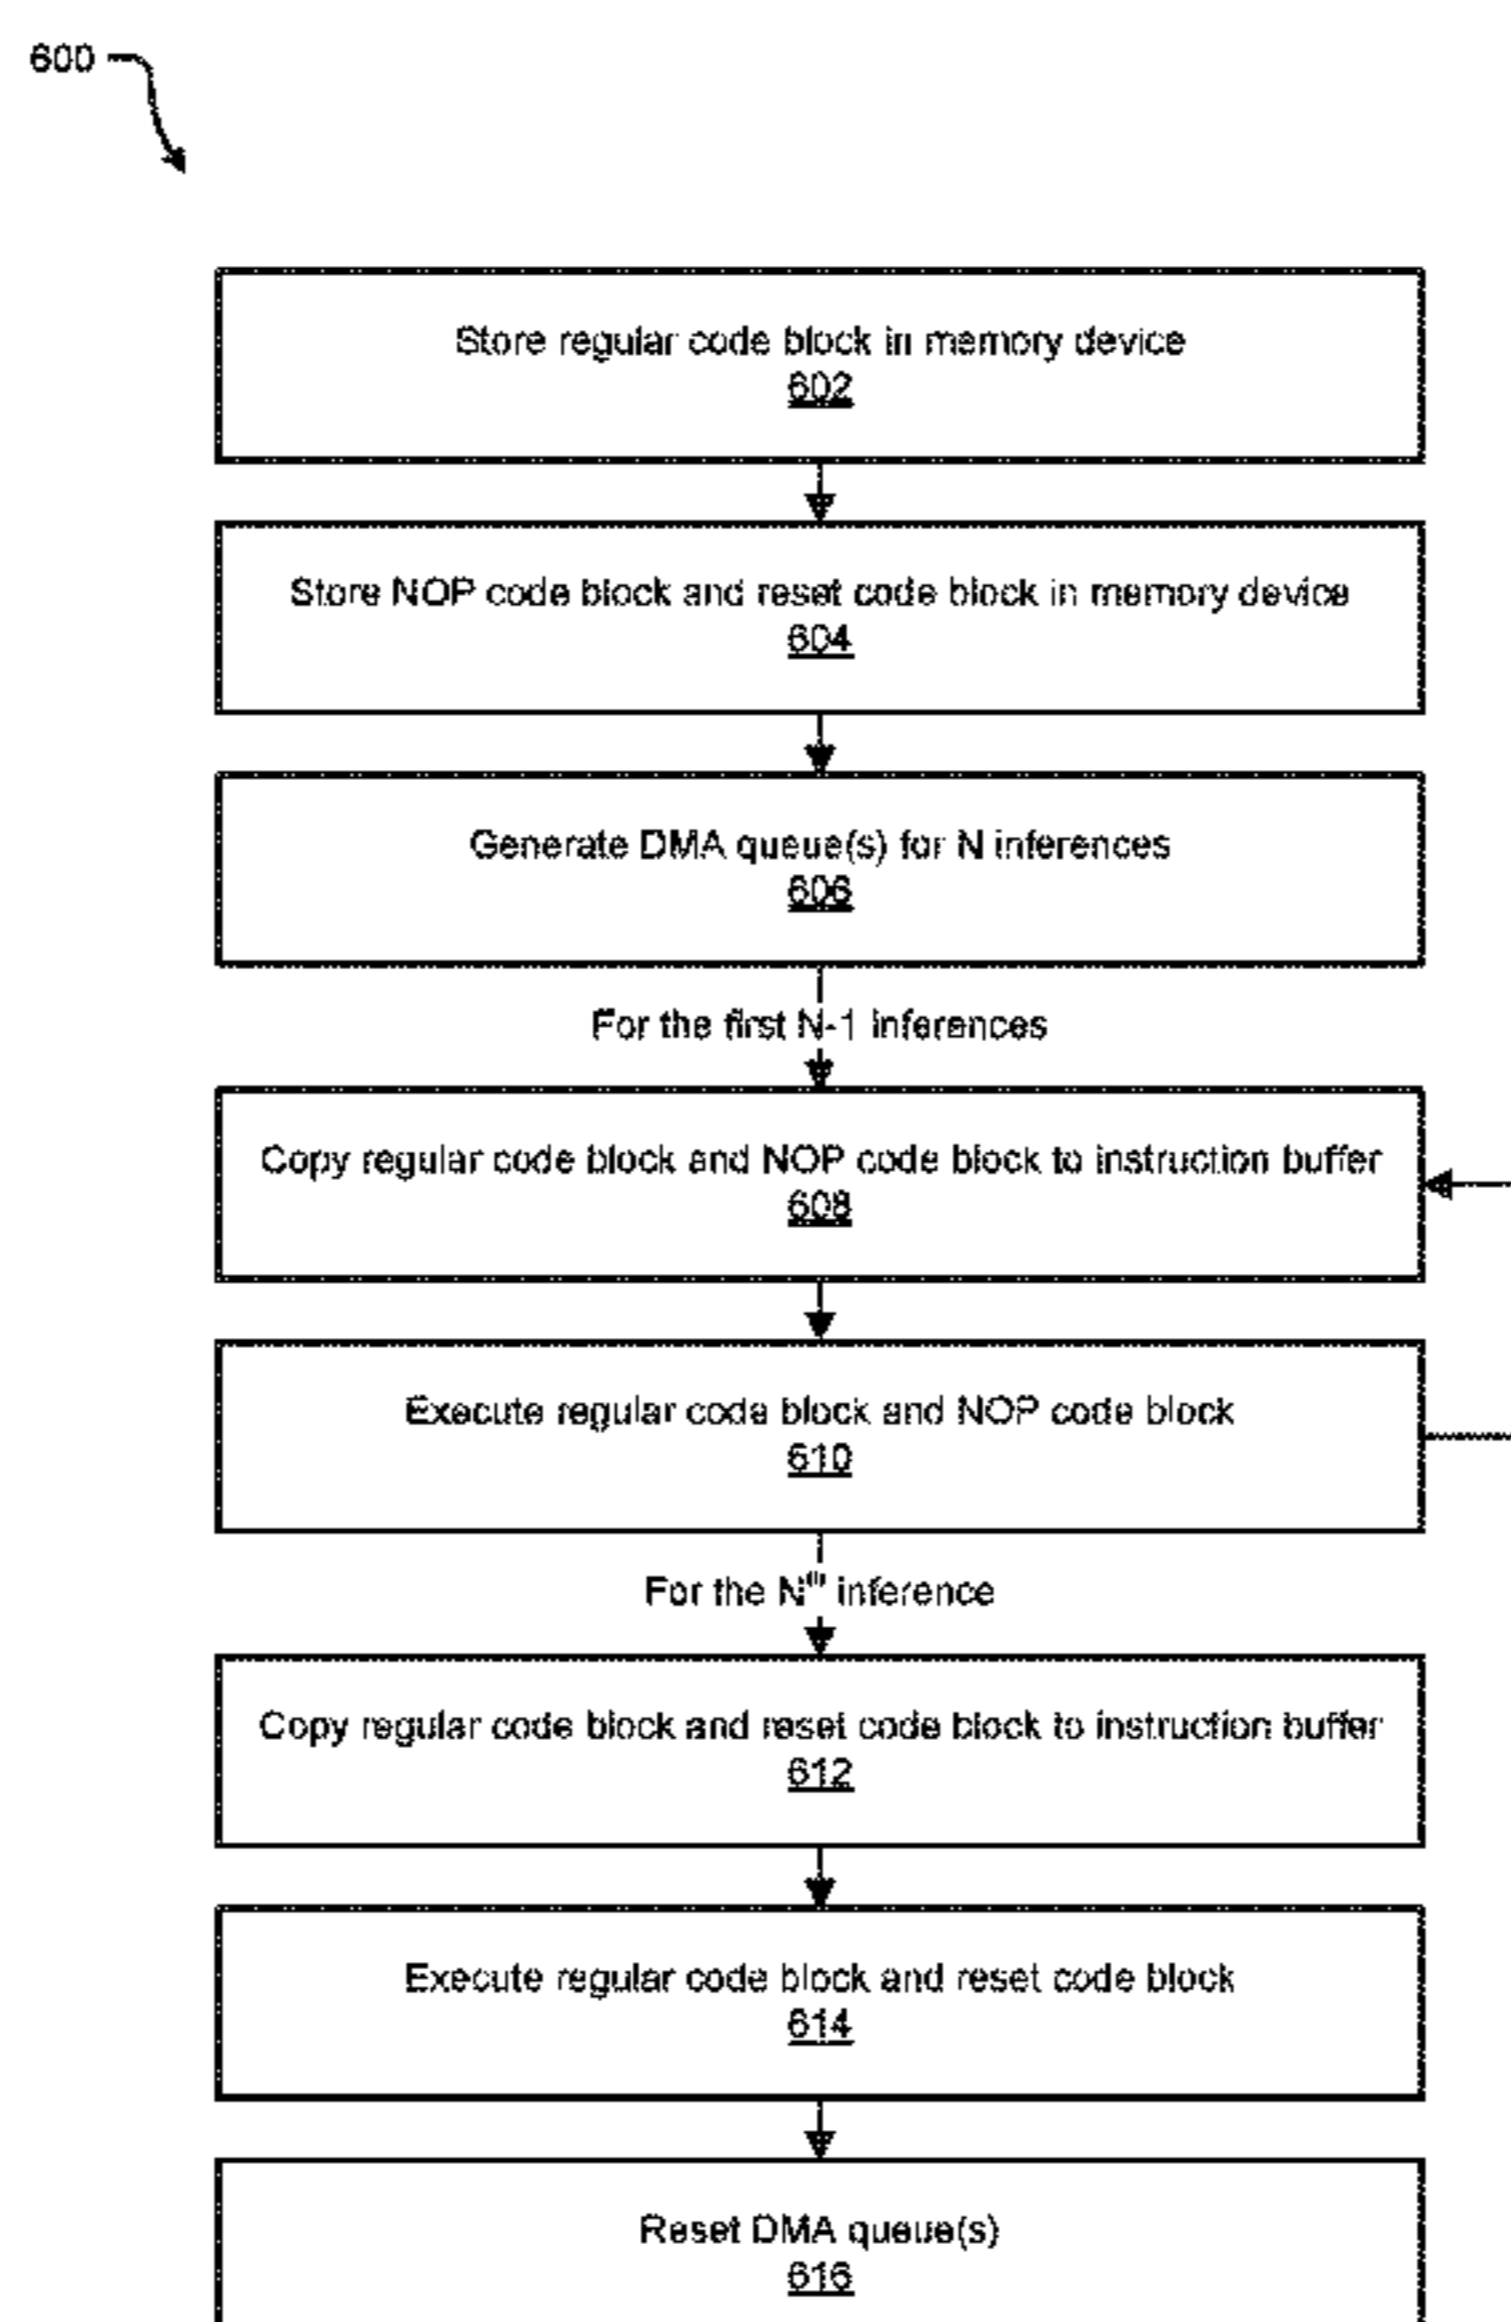 600
Store regular code block in memory device
602
Store NOP code block and reset code block in memory device
604
Generate DMA queue(s) for N inferences
606
For the first N-1 inferences
Copy regular code block and NOP code block to instruction buffer
608
Execute regular code block and NOP code block
610
For the Nth inference
Copy regular code block and reset code block to instruction buffer
612
Execute regular code block and reset code block
614
Reset DMA queue(s)
616